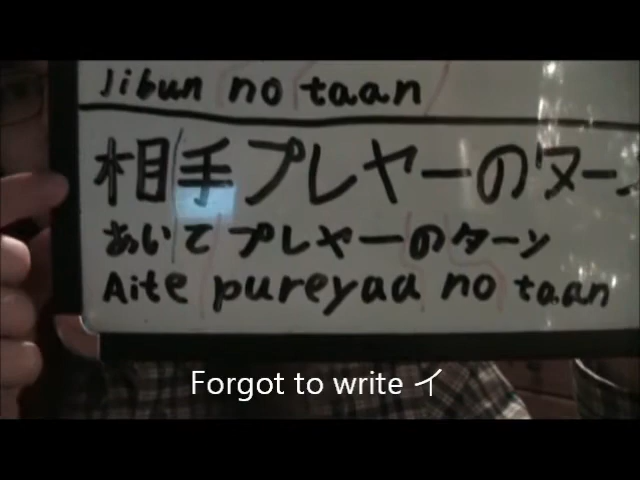 Jibun no taan
相手プレヤーのターン
あいてプレヤーのターン
Aite pureyaa no taan
Forgot to write イ